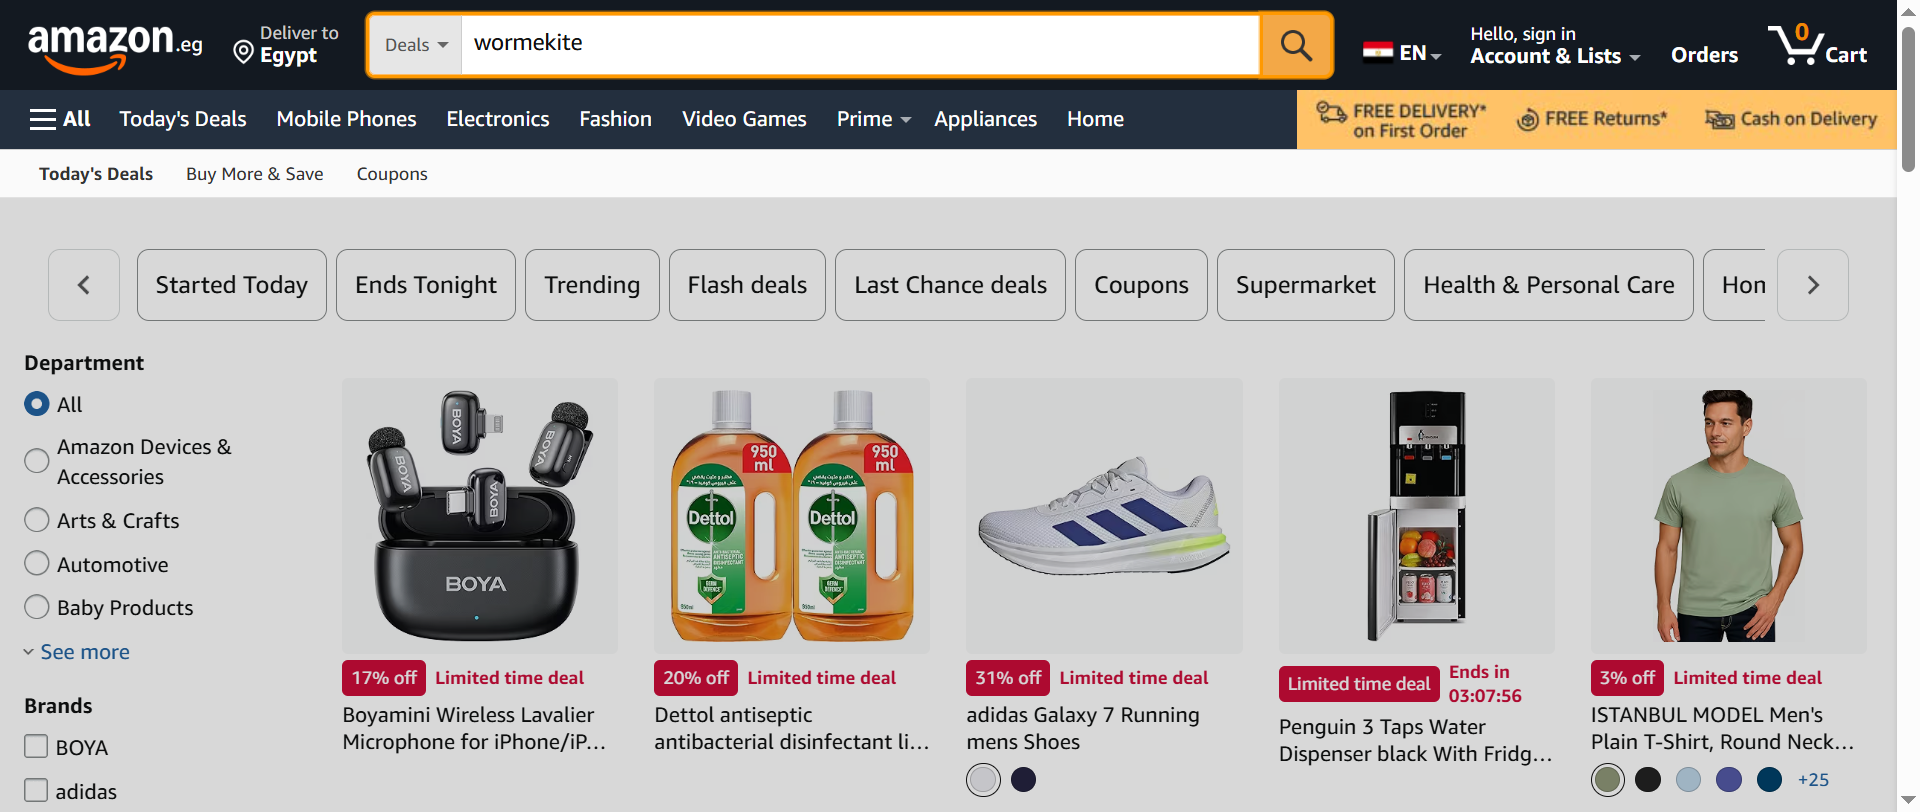 amazon.eg
Deliver to
Egypt
Deals
wormekite
EN
Hello, sign in
Account & Lists
Orders
0
Cart
All
Today's Deals
Mobile Phones
Electronics
Fashion
Video Games
Prime
Appliances
Home
FREE DELIVERY*
on First Order
FREE Returns*
Cash on Delivery
Today's Deals
Buy More & Save
Coupons
Started Today
Ends Tonight
Trending
Flash deals
Last Chance deals
Coupons
Supermarket
Health & Personal Care
Hon
Department
All
Amazon Devices &
Accessories
Arts & Crafts
Automotive
Baby Products
See more
Brands
BOYA
adidas
BOYA
BOYA
BOYA
BOYA
BOYA
17% off
Limited time deal
Boyamini Wireless Lavalier
Microphone for iPhone/iP...
950
ml
950
ml
Dettol
Dettol
20% off
Limited time deal
Dettol antiseptic
antibacterial disinfectant li...
31% off
Limited time deal
adidas Galaxy 7 Running
mens Shoes
Limited time deal
Ends in
03:07:56
Penguin 3 Taps Water
Dispenser black With Fridg...
3% off
Limited time deal
ISTANBUL MODEL Men's
Plain T-Shirt, Round Neck...
+25